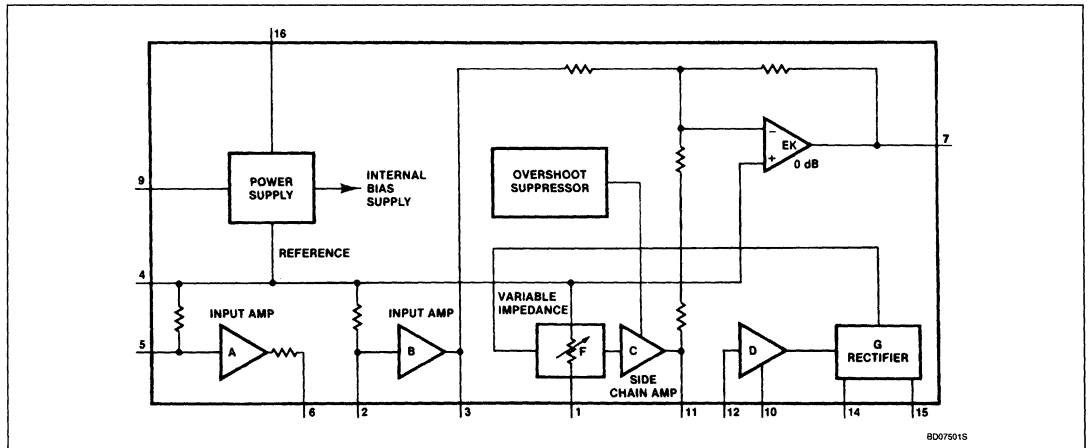 16
7
EK
−
+
0 dB
9
POWER
SUPPLY
INTERNAL
BIAS
SUPPLY
OVERSHOOT
SUPPRESSOR
REFERENCE
4
VARIABLE
IMPEDANCE
INPUT AMP
INPUT AMP
5
A
B
F
C
D
G
RECTIFIER
SIDE
CHAIN AMP
6
2
3
1
11
12
10
14
15
BD07501S